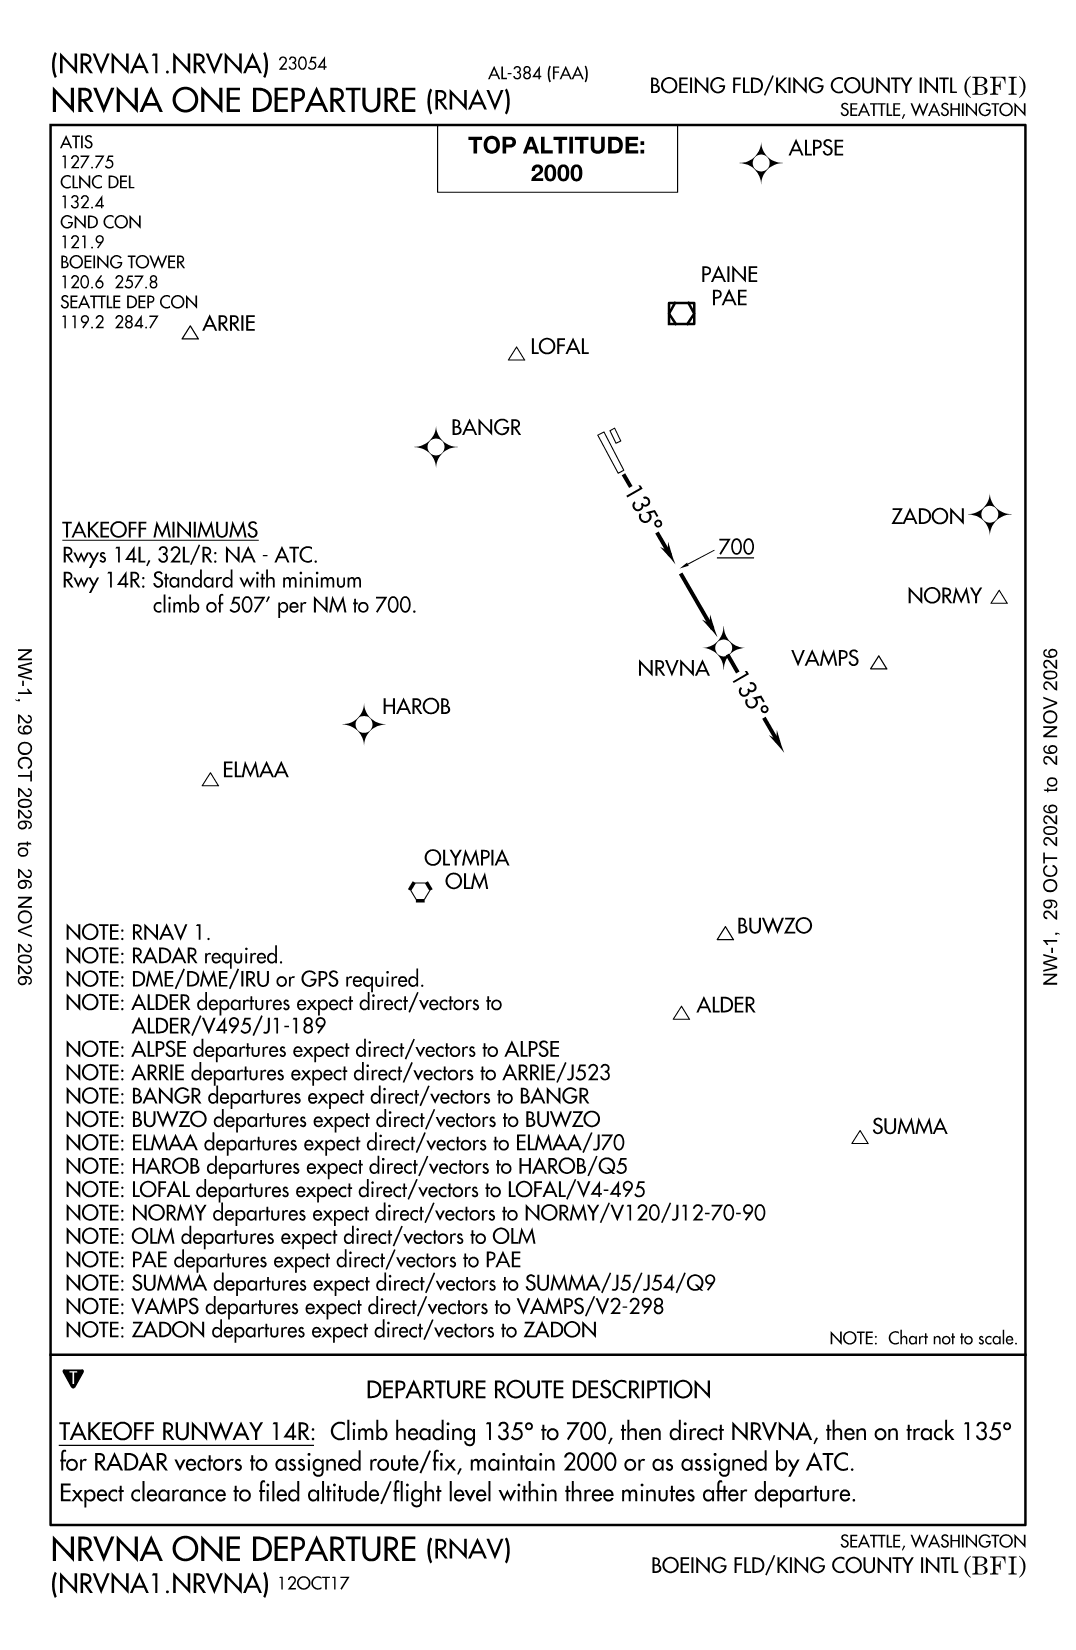 (NRVNA1.NRVNA) 23054
NRVNA ONE DEPARTURE (RNAV)
AL-384 (FAA)
BOEING FLD/KING COUNTY INTL (BFI)
SEATTLE, WASHINGTON
ATIS
127.75
CLNC DEL
132.4
GND CON
121.9
BOEING TOWER
120.6 257.8
SEATTLE DEP CON
119.2 284.7
TOP ALTITUDE:
2000
ALPSE
PAINE
PAE
ARRIE
LOFAL
BANGR
135°
ZADON
TAKEOFF MINIMUMS
Rwys 14L, 32L/R: NA - ATC.
Rwy 14R: Standard with minimum
climb of 507' per NM to 700.
700
NORMY
NRVNA
VAMPS
135°
HAROB
ELMAA
OLYMPIA
OLM
BUWZO
ALDER
SUMMA
NOTE: RNAV 1.
NOTE: RADAR required.
NOTE: DME/DME/IRU or GPS required.
NOTE: ALDER departures expect direct/vectors to
ALDER/V495/J1-189
NOTE: ALPSE departures expect direct/vectors to ALPSE
NOTE: ARRIE departures expect direct/vectors to ARRIE/J523
NOTE: BANGR departures expect direct/vectors to BANGR
NOTE: BUWZO departures expect direct/vectors to BUWZO
NOTE: ELMAA departures expect direct/vectors to ELMAA/J70
NOTE: HAROB departures expect direct/vectors to HAROB/Q5
NOTE: LOFAL departures expect direct/vectors to LOFAL/V4-495
NOTE: NORMY departures expect direct/vectors to NORMY/V120/J12-70-90
NOTE: OLM departures expect direct/vectors to OLM
NOTE: PAE departures expect direct/vectors to PAE
NOTE: SUMMA departures expect direct/vectors to SUMMA/J5/J54/Q9
NOTE: VAMPS departures expect direct/vectors to VAMPS/V2-298
NOTE: ZADON departures expect direct/vectors to ZADON
NOTE: Chart not to scale.
NW-1, 29 OCT 2026 to 26 NOV 2026
NW-1, 29 OCT 2026 to 26 NOV 2026
T
DEPARTURE ROUTE DESCRIPTION
TAKEOFF RUNWAY 14R: Climb heading 135° to 700, then direct NRVNA, then on track 135°
for RADAR vectors to assigned route/fix, maintain 2000 or as assigned by ATC.
Expect clearance to filed altitude/flight level within three minutes after departure.
NRVNA ONE DEPARTURE (RNAV)
(NRVNA1.NRVNA) 12OCT17
SEATTLE, WASHINGTON
BOEING FLD/KING COUNTY INTL (BFI)